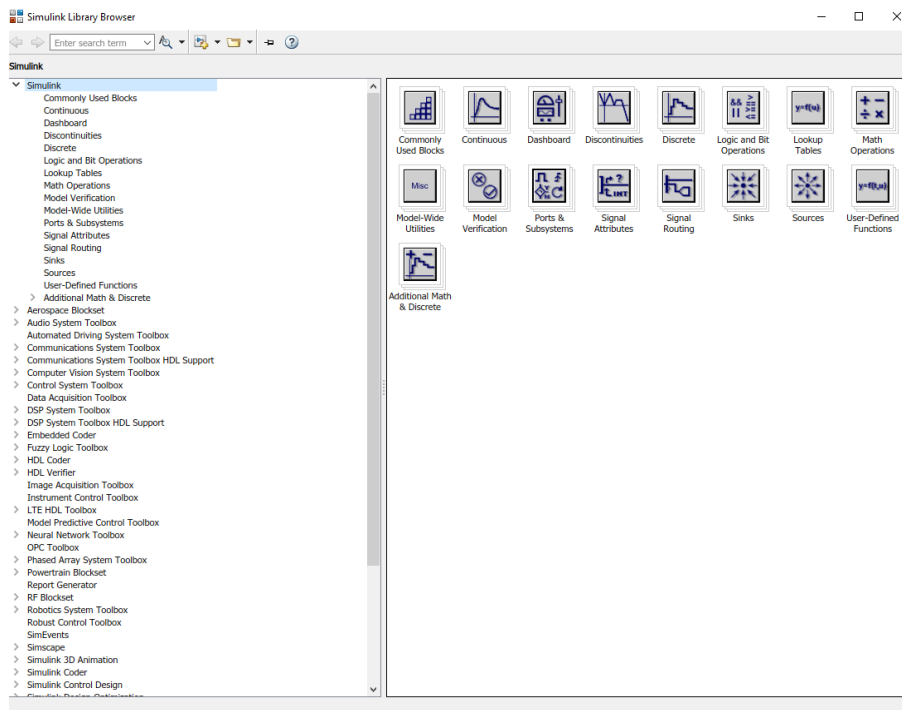 Simulink Library Browser
Enter search term
Simulink
Simulink
Commonly Used Blocks
Continuous
Dashboard
Discontinuities
Discrete
Logic and Bit Operations
Lookup Tables
Math Operations
Model Verification
Model-Wide Utilities
Ports & Subsystems
Signal Attributes
Signal Routing
Sinks
Sources
User-Defined Functions
Additional Math & Discrete
Aerospace Blockset
Audio System Toolbox
Automated Driving System Toolbox
Communications System Toolbox
Communications System Toolbox HDL Support
Computer Vision System Toolbox
Control System Toolbox
Data Acquisition Toolbox
DSP System Toolbox
DSP System Toolbox HDL Support
Embedded Coder
Fuzzy Logic Toolbox
HDL Coder
HDL Verifier
Image Acquisition Toolbox
Instrument Control Toolbox
LTE HDL Toolbox
Model Predictive Control Toolbox
Neural Network Toolbox
OPC Toolbox
Phased Array System Toolbox
Powertrain Blockset
Report Generator
RF Blockset
Robotics System Toolbox
Robust Control Toolbox
SimEvents
Simscape
Simulink 3D Animation
Simulink Coder
Simulink Control Design
Simulink Design Optimization
&& >
|| <=
y=f(u)
+ −
÷ ×
Commonly
Used Blocks
Continuous
Dashboard
Discontinuities
Discrete
Logic and Bit
Operations
Lookup
Tables
Math
Operations
Misc
? INT
y=f(t,u)
Model-Wide
Utilities
Model
Verification
Ports &
Subsystems
Signal
Attributes
Signal
Routing
Sinks
Sources
User-Defined
Functions
Additional Math
& Discrete